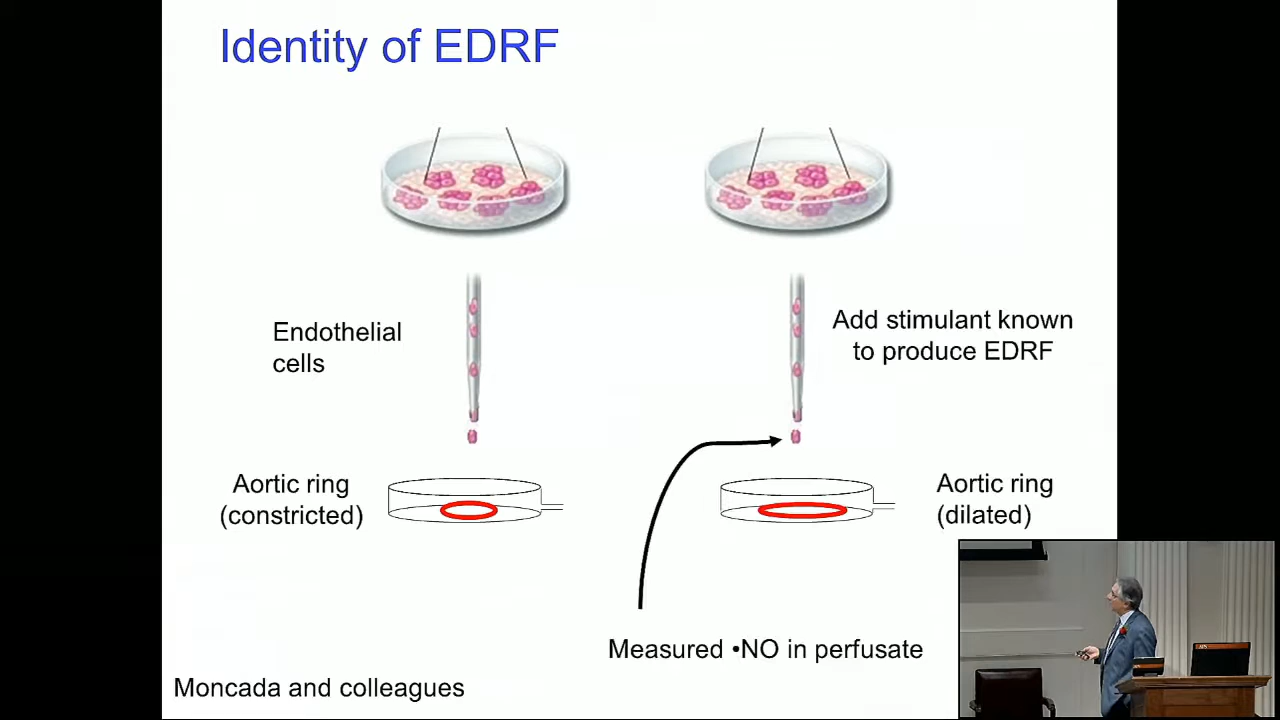 Identity of EDRF
Endothelial
cells
Add stimulant known
to produce EDRF
Aortic ring
(constricted)
Aortic ring
(dilated)
Measured •NO in perfusate
Moncada and colleagues